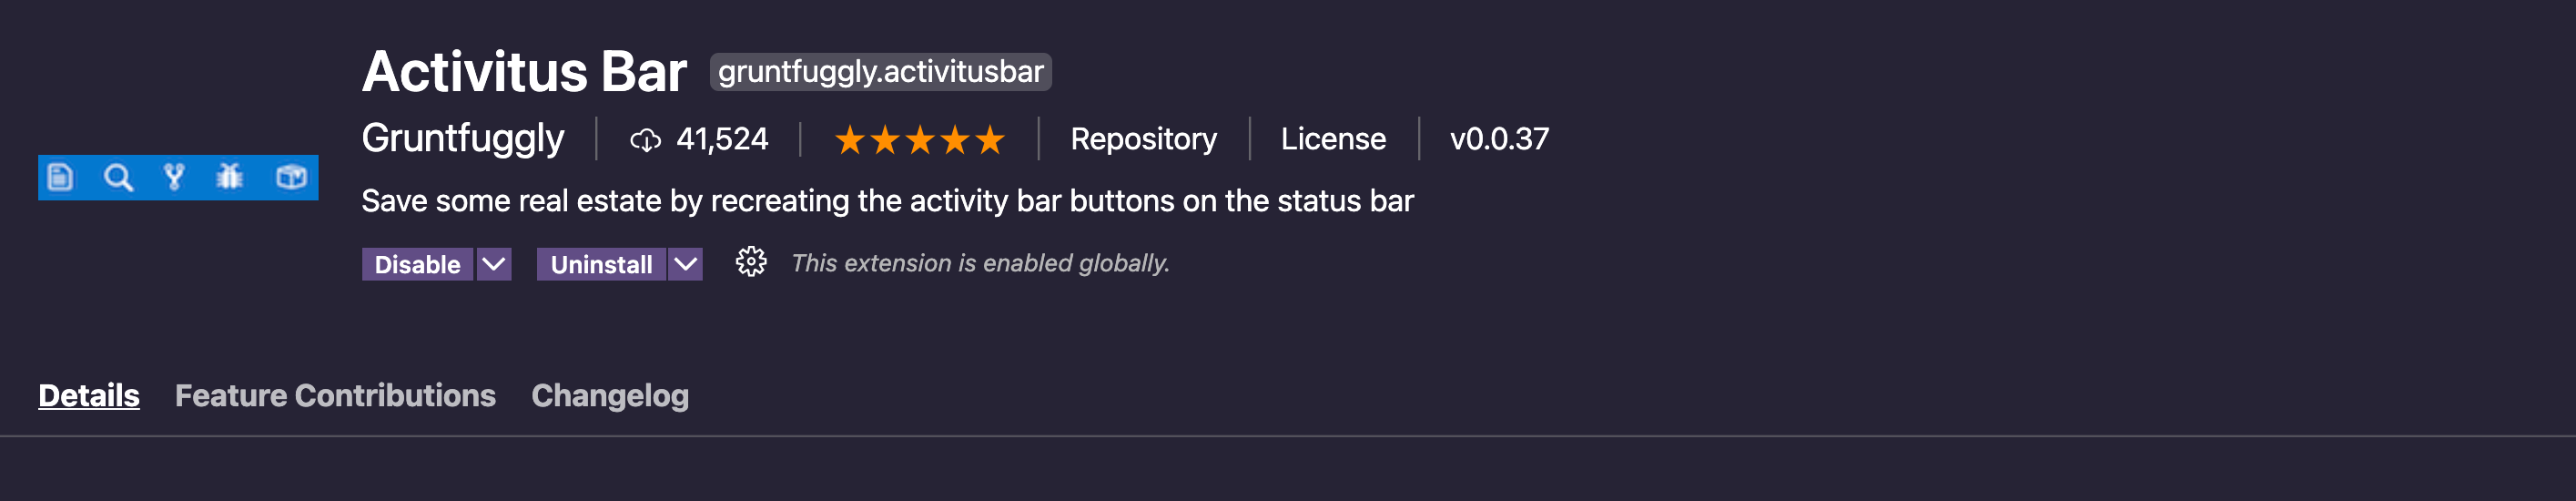 Activitus Bar gruntfuggly.activitusbar
Gruntfuggly 41,524 Repository License v0.0.37
Save some real estate by recreating the activity bar buttons on the status bar
Disable Uninstall This extension is enabled globally.
Details Feature Contributions Changelog